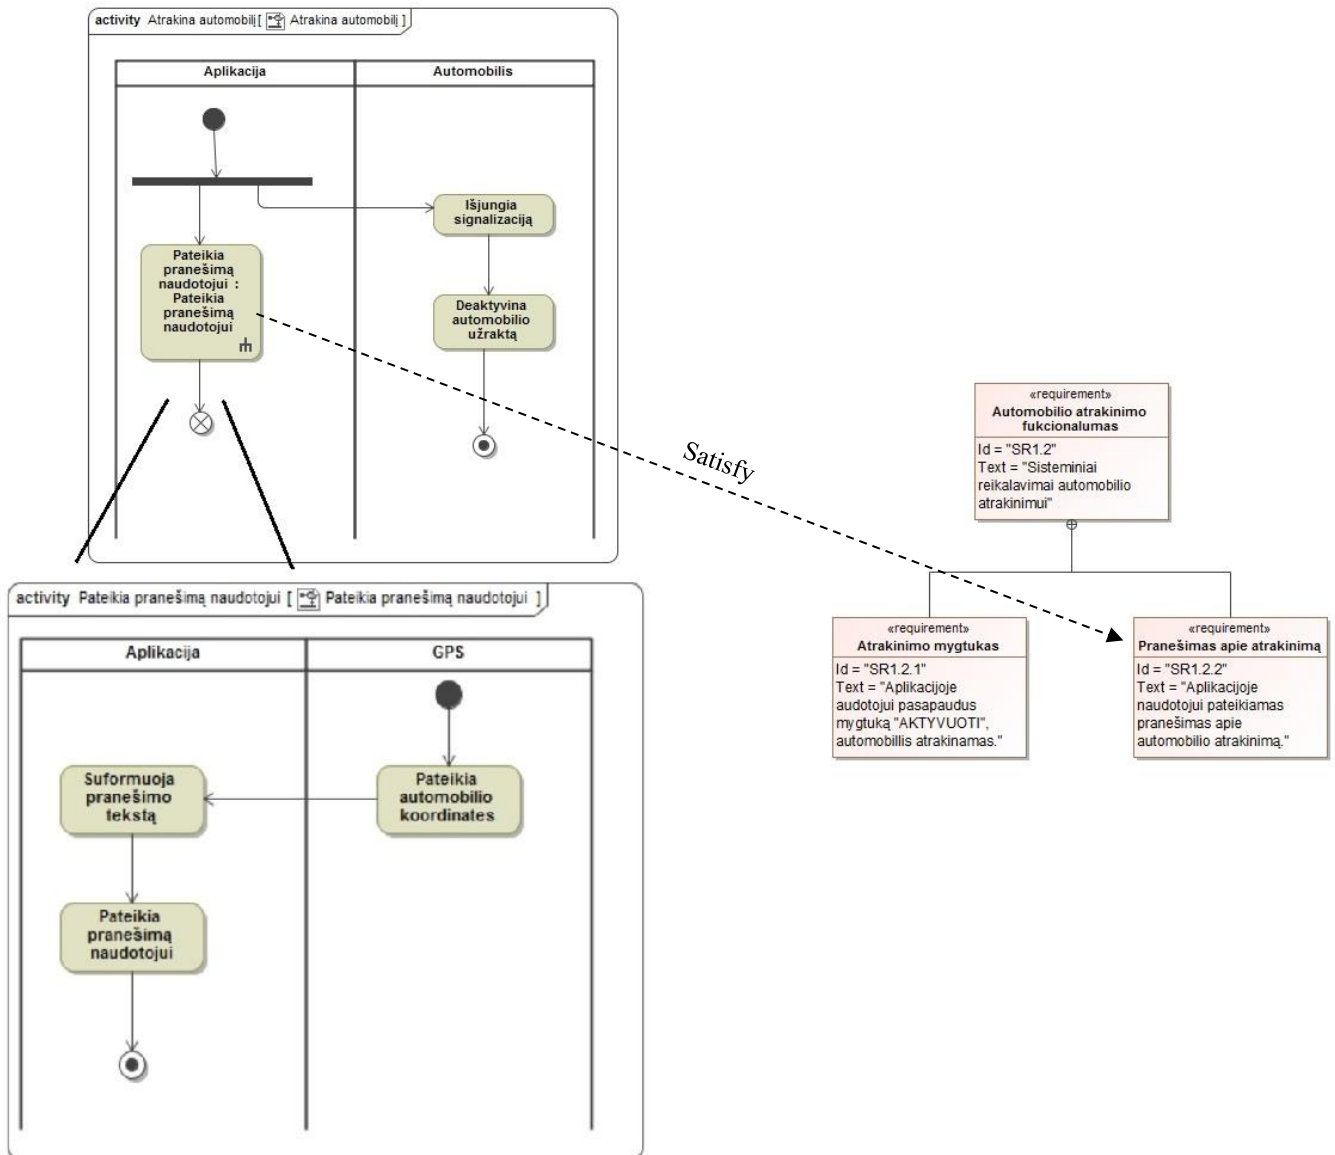 activity Atrakina automobilį [ Atrakina automobilį ]
Aplikacija
Automobilis
Išjungia
signalizaciją
Pateikia
pranešimą
naudotojui :
Pateikia
pranešimą
naudotojui
Deaktyvina
automobilio
užraktą
Satisfy
«requirement»
Automobilio atrakinimo
fukcionalumas
Id = "SR1.2"
Text = "Sisteminiai
reikalavimai automobilio
atrakinimui"
«requirement»
Atrakinimo mygtukas
Id = "SR1.2.1"
Text = "Aplikacijoje
audotojui pasapaudus
mygtuką "AKTYVUOTI",
automobillis atrakinamas."
«requirement»
Pranešimas apie atrakinimą
Id = "SR1.2.2"
Text = "Aplikacijoje
naudotojui pateikiamas
pranešimas apie
automobilio atrakinimą."
activity Pateikia pranešimą naudotojui [ Pateikia pranešimą naudotojui ]
Aplikacija
GPS
Suformuoja
pranešimo
tekstą
Pateikia
automobilio
koordinates
Pateikia
pranešimą
naudotojui